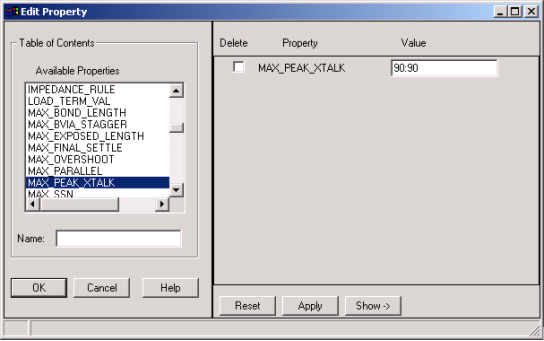 Edit Property
Table of Contents
Available Properties
IMPEDANCE_RULE
LOAD_TERM_VAL
MAX_BOND_LENGTH
MAX_BVIA_STAGGER
MAX_EXPOSED_LENGTH
MAX_FINAL_SETTLE
MAX_OVERSHOOT
MAX_PARALLEL
MAX_PEAK_XTALK
MAX_SSN
Name:
OK Cancel Help
Delete Property Value
MAX_PEAK_XTALK 90:90
Reset Apply Show ->